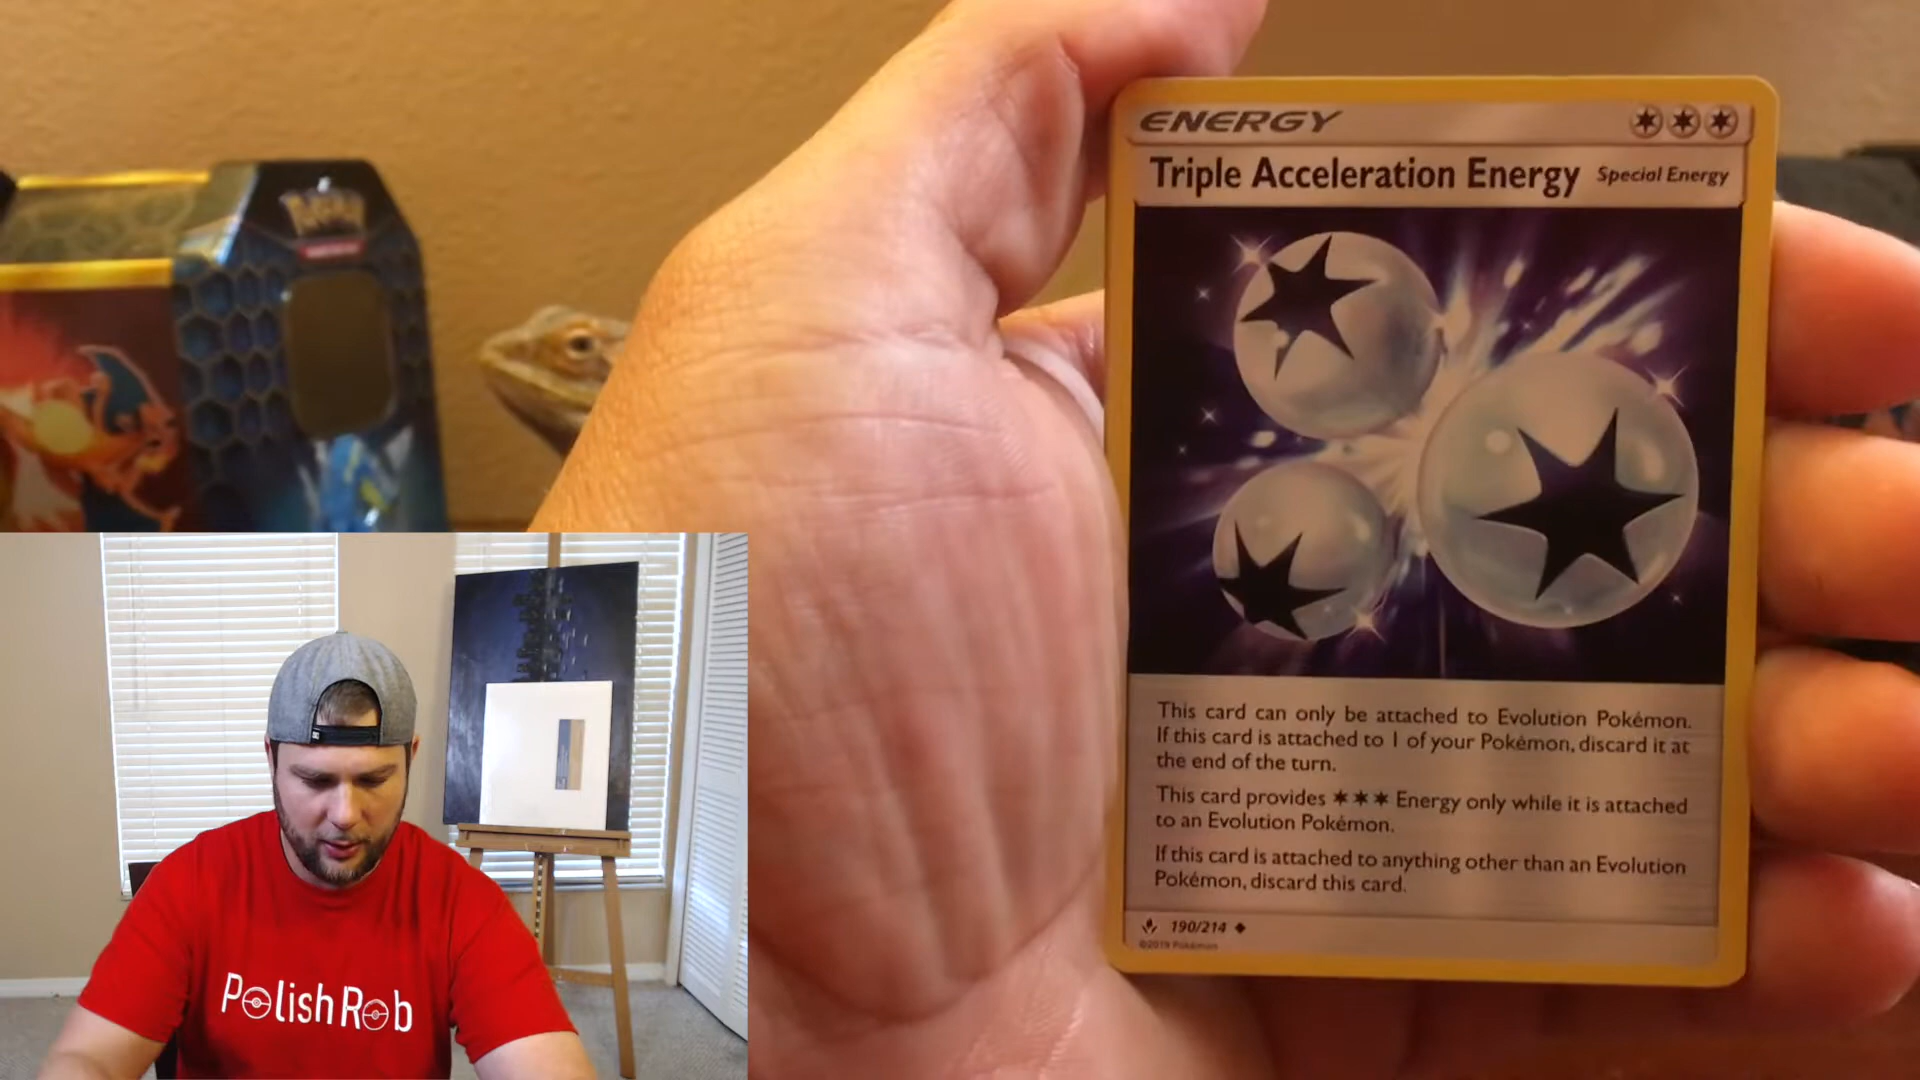 ENERGY
Triple Acceleration Energy Special Energy
This card can only be attached to Evolution Pokémon.
If this card is attached to 1 of your Pokémon, discard it at
the end of the turn.
This card provides ✶✶✶ Energy only while it is attached
to an Evolution Pokémon.
If this card is attached to anything other than an Evolution
Pokémon, discard this card.
190/214
©2019 Pokémon
POKÉMON
PolishRob